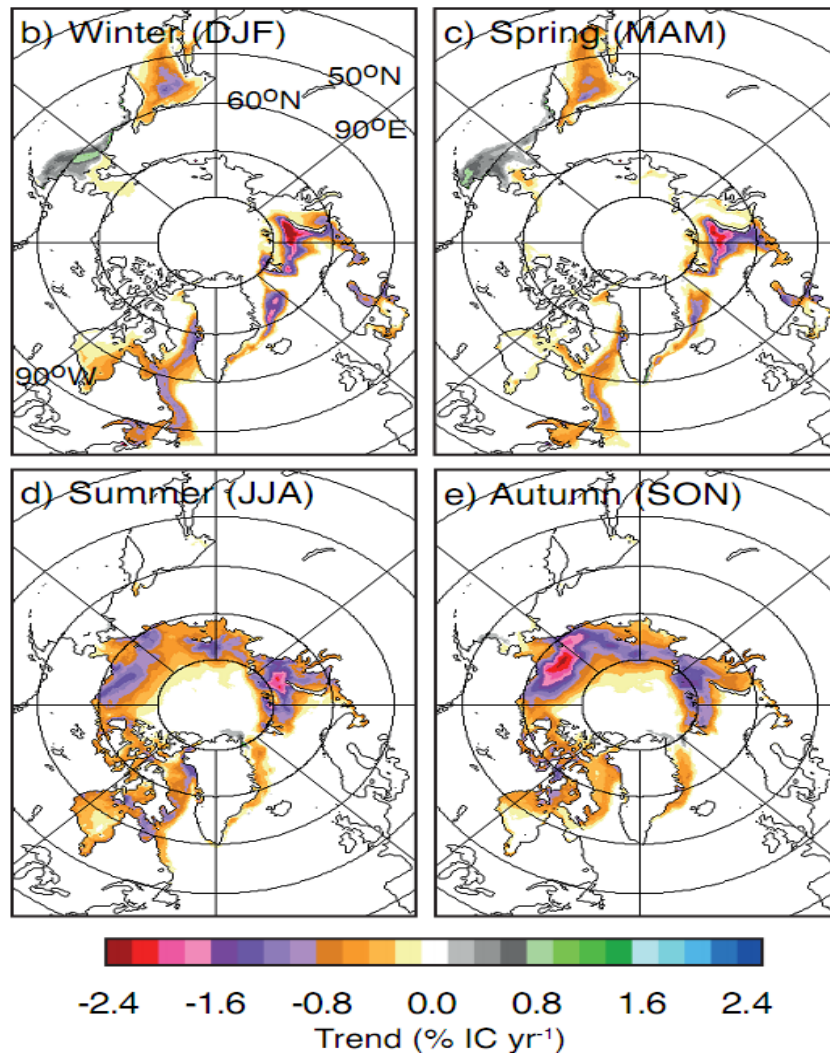 b) Winter (DJF)
c) Spring (MAM)
50°N
60°N
90°E
90°W
d) Summer (JJA)
e) Autumn (SON)
-2.4 -1.6 -0.8 0.0 0.8 1.6 2.4
Trend (% IC yr⁻¹)